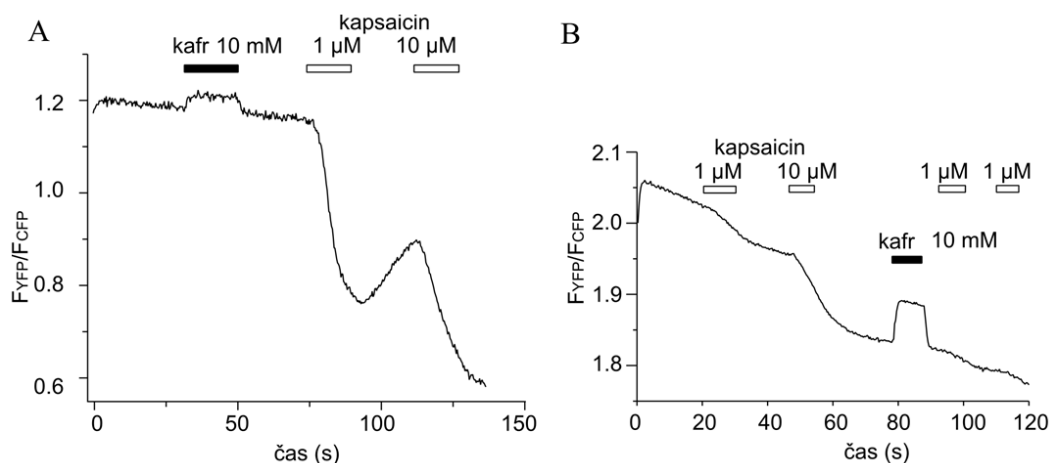 A
kapsaicin
kafr 10 mM
1 µM
10 µM
1.2
1.0
0.8
0.6
FYFP/FCFP
0
50
100
150
čas (s)
B
kapsaicin
1 µM
10 µM
1 µM
1 µM
kafr 10 mM
2.1
2.0
1.9
1.8
FYFP/FCFP
0
20
40
60
80
100
120
čas (s)